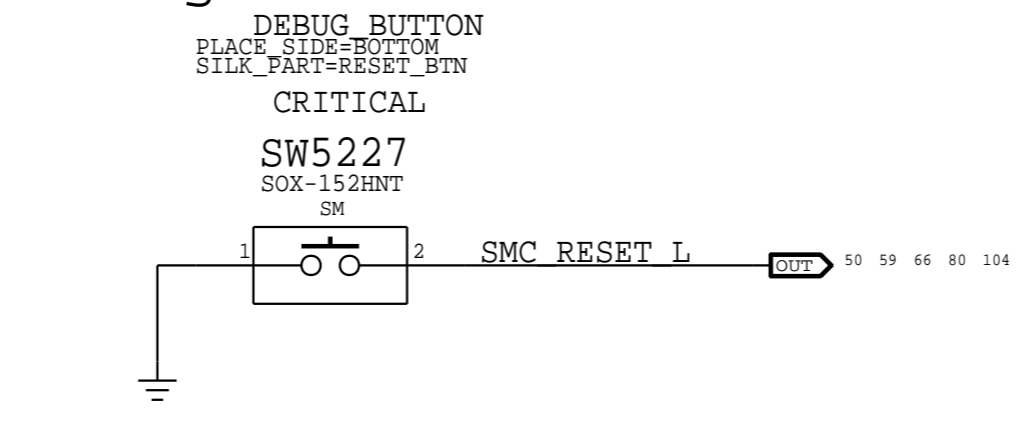 DEBUG_BUTTON
PLACE_SIDE=BOTTOM
SILK_PART=RESET_BTN
CRITICAL
SW5227
SOX-152HNT
SM
1 2 SMC_RESET_L
OUT 50 59 66 80 104